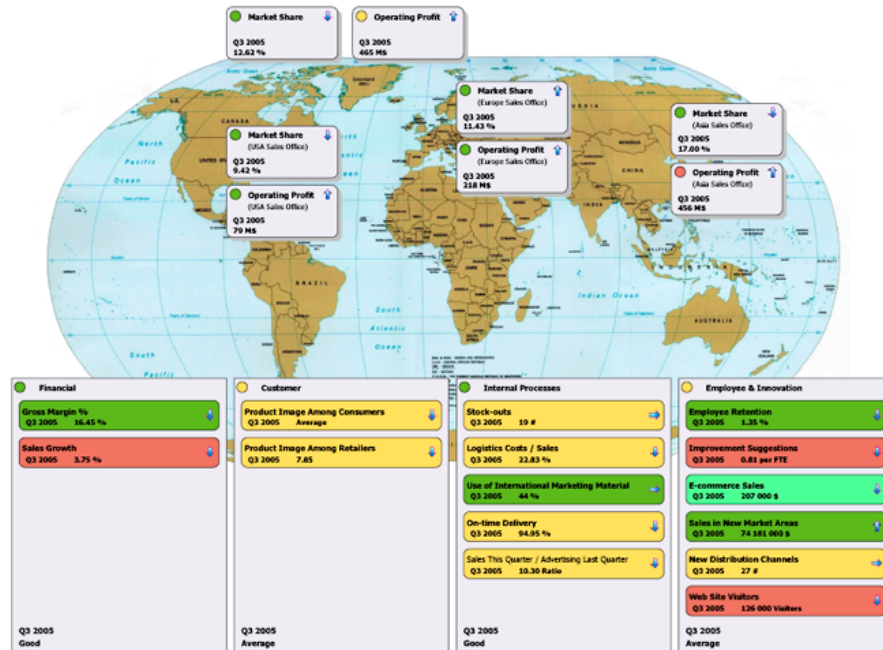 Market Share
Q3 2005
12.62 %
Operating Profit
Q3 2005
465 M$
Market Share
(Europe Sales Office)
Q3 2005
11.43 %
Operating Profit
(Europe Sales Office)
Q3 2005
218 M$
Market Share
(USA Sales Office)
Q3 2005
9.42 %
Operating Profit
(USA Sales Office)
Q3 2005
79 M$
Market Share
(Asia Sales Office)
Q3 2005
17.00 %
Operating Profit
(Asia Sales Office)
Q3 2005
456 M$
Arctic Ocean
CANADA
RUSSIA
MONGOLIA
CHINA
INDIA
North
Pacific
Ocean
BRAZIL
South
Atlantic
Ocean
Indian Ocean
AUSTRALIA
South
Pacific
Financial
Gross Margin %
Q3 2005 16.45 %
Sales Growth
Q3 2005 3.75 %
Q3 2005
Good
Customer
Product Image Among Consumers
Q3 2005 Average
Product Image Among Retailers
Q3 2005 7.85
Q3 2005
Average
Internal Processes
Stock-outs
Q3 2005 19 #
Logistics Costs / Sales
Q3 2005 22.83 %
Use of International Marketing Material
Q3 2005 44 %
On-time Delivery
Q3 2005 94.95 %
Sales This Quarter / Advertising Last Quarter
Q3 2005 10.30 Ratio
Q3 2005
Good
Employee & Innovation
Employee Retention
Q3 2005 1.35 %
Improvement Suggestions
Q3 2005 0.81 per FTE
E-commerce Sales
Q3 2005 207 000 $
Sales in New Market Areas
Q3 2005 74 181 000 $
New Distribution Channels
Q3 2005 27 #
Web Site Visitors
Q3 2005 126 000 Visitors
Q3 2005
Average